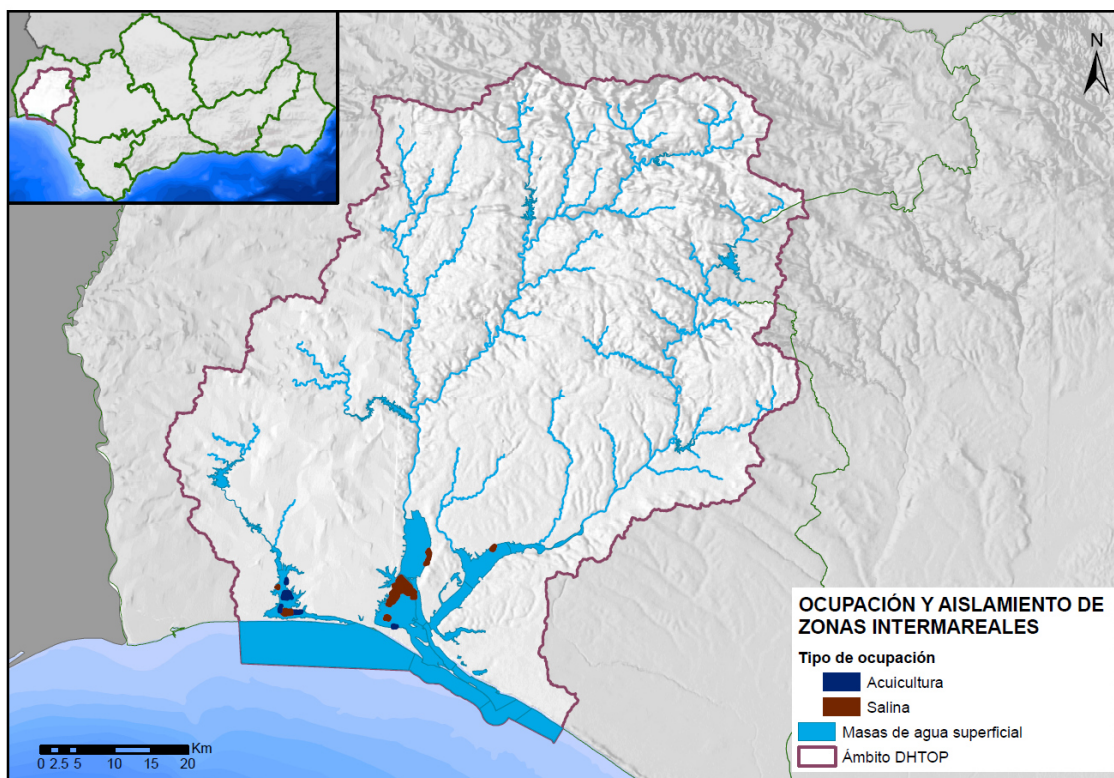 N
OCUPACIÓN Y AISLAMIENTO DE
ZONAS INTERMAREALES
Tipo de ocupación
Acuicultura
Salina
Masas de agua superficial
Ámbito DHTOP
Km
0 2.5 5 10 15 20